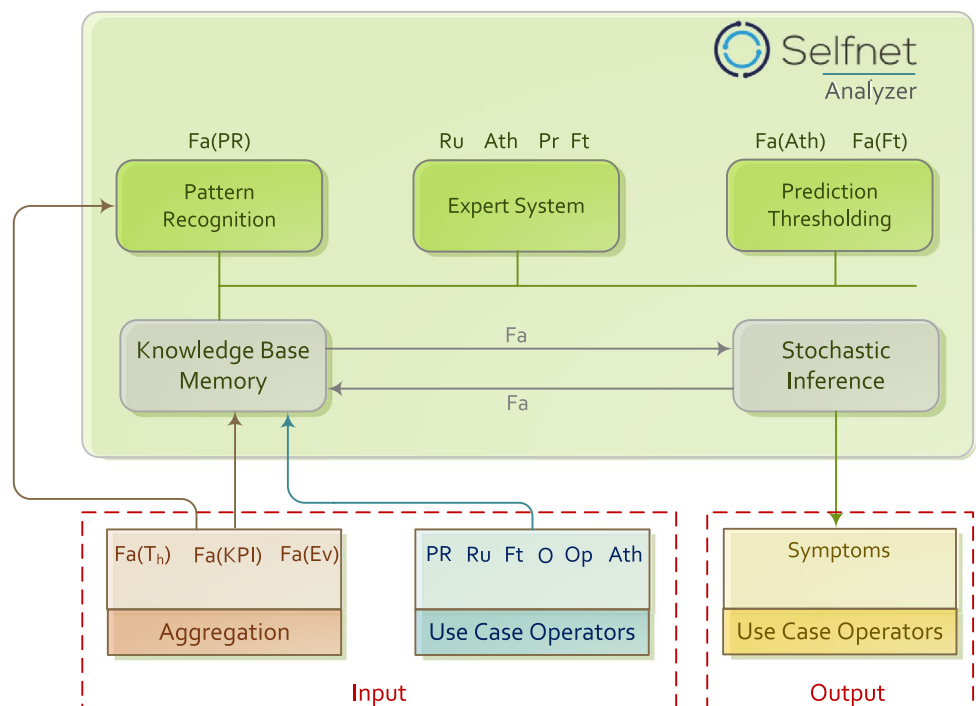 Selfnet
Analyzer
Fa(PR)
Ru Ath Pr Ft
Fa(Ath) Fa(Ft)
Pattern
Recognition
Expert System
Prediction
Thresholding
Knowledge Base
Memory
Fa
Fa
Stochastic
Inference
Fa(Th) Fa(KPI) Fa(Ev)
Aggregation
PR Ru Ft O Op Ath
Use Case Operators
Symptoms
Use Case Operators
Input
Output